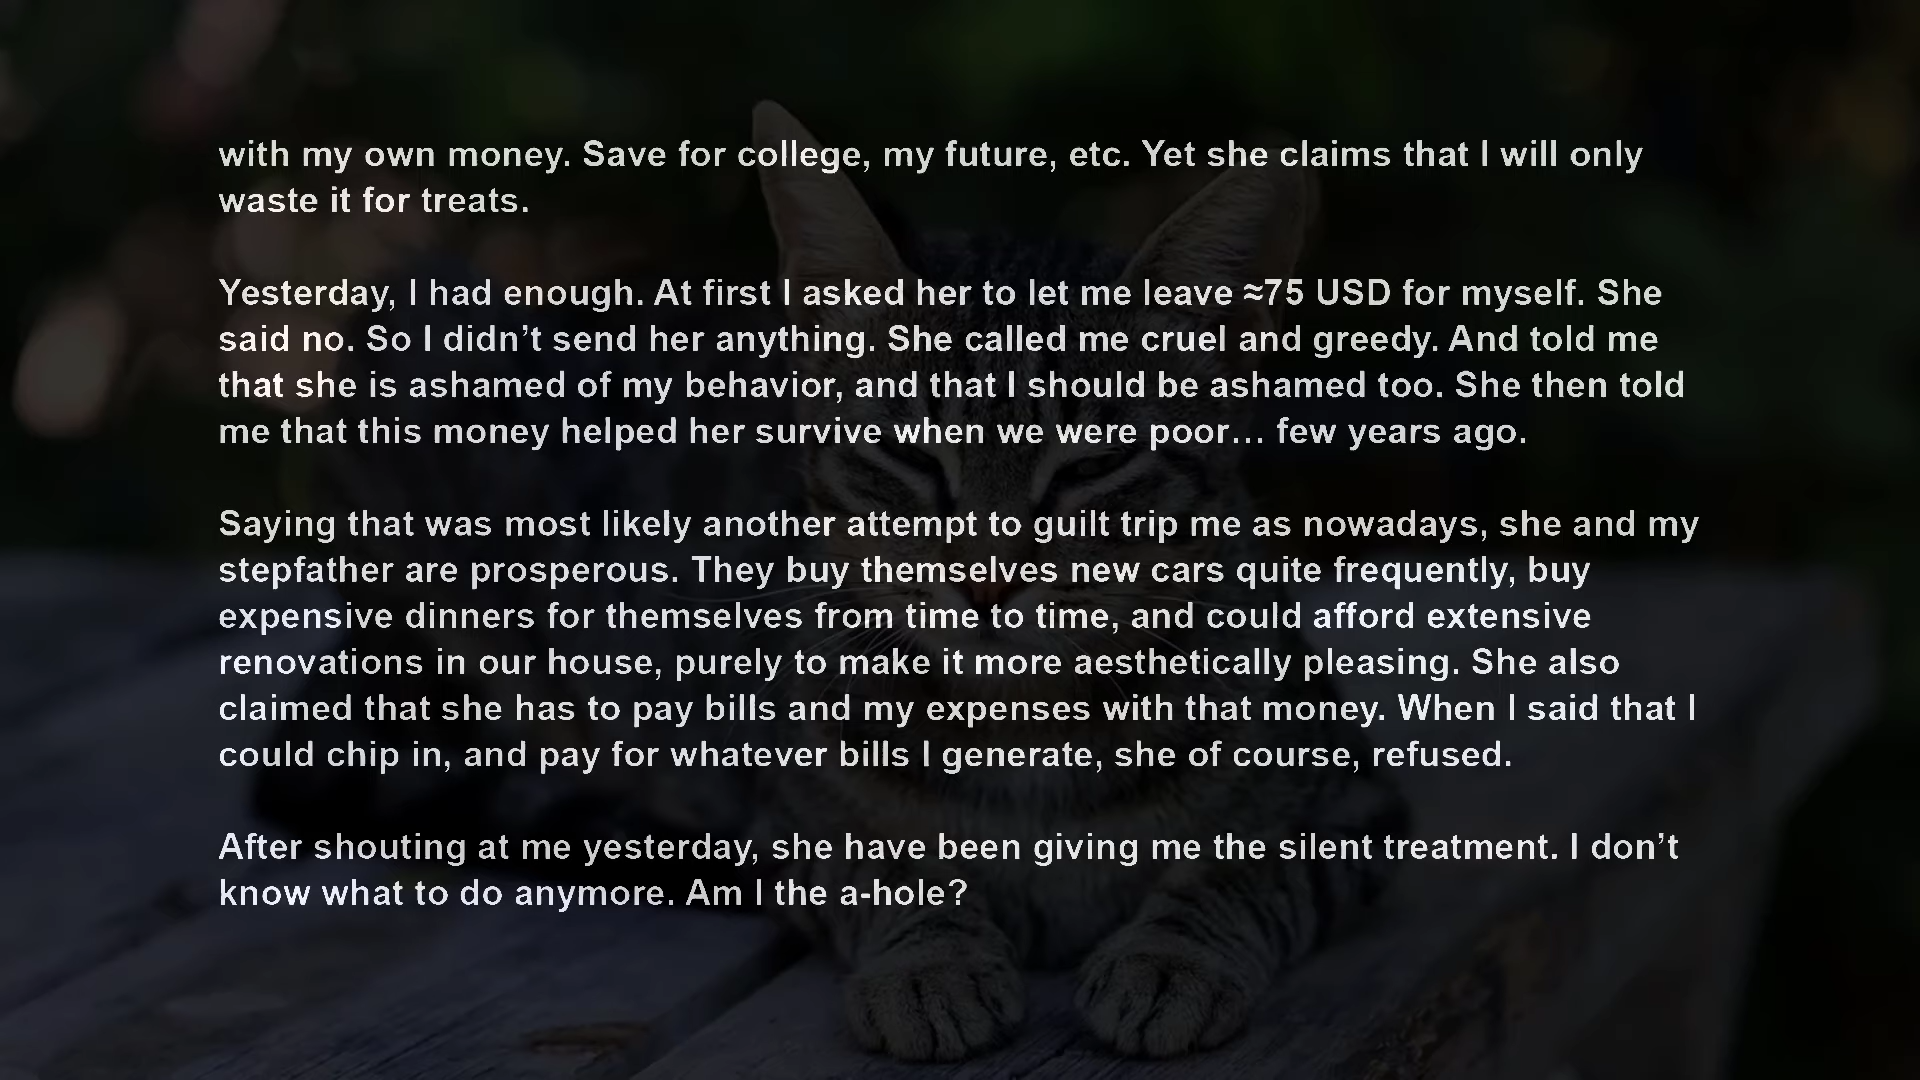 with my own money. Save for college, my future, etc. Yet she claims that I will only
waste it for treats.
Yesterday, I had enough. At first I asked her to let me leave ≈75 USD for myself. She
said no. So I didn’t send her anything. She called me cruel and greedy. And told me
that she is ashamed of my behavior, and that I should be ashamed too. She then told
me that this money helped her survive when we were poor… few years ago.
Saying that was most likely another attempt to guilt trip me as nowadays, she and my
stepfather are prosperous. They buy themselves new cars quite frequently, buy
expensive dinners for themselves from time to time, and could afford extensive
renovations in our house, purely to make it more aesthetically pleasing. She also
claimed that she has to pay bills and my expenses with that money. When I said that I
could chip in, and pay for whatever bills I generate, she of course, refused.
After shouting at me yesterday, she have been giving me the silent treatment. I don’t
know what to do anymore. Am I the a-hole?